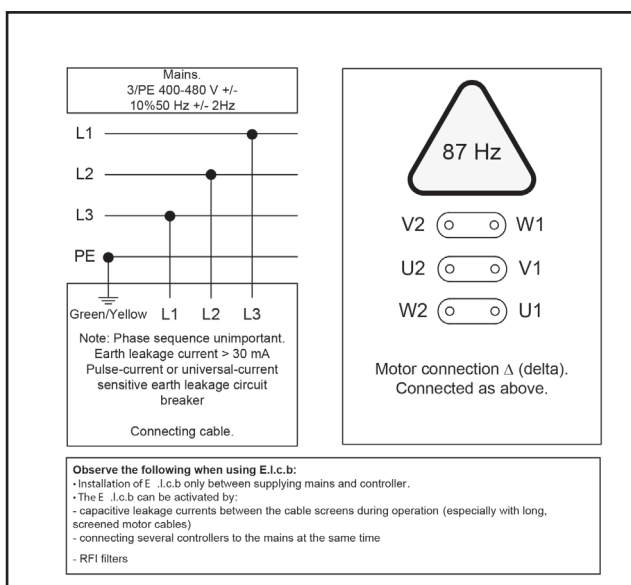 Mains.
3/PE 400-480 V +/-
10%50 Hz +/- 2Hz
L1
L2
L3
PE
Green/Yellow L1 L2 L3
Note: Phase sequence unimportant.
Earth leakage current > 30 mA
Pulse-current or universal-current
sensitive earth leakage circuit
breaker
Connecting cable.
87 Hz
V2 W1
U2 V1
W2 U1
Motor connection Δ (delta).
Connected as above.
Observe the following when using E.l.c.b:
• Installation of E .l.c.b only between supplying mains and controller.
• The E .l.c.b can be activated by:
- capacitive leakage currents between the cable screens during operation (especially with long,
screened motor cables)
- connecting several controllers to the mains at the same time
- RFI filters